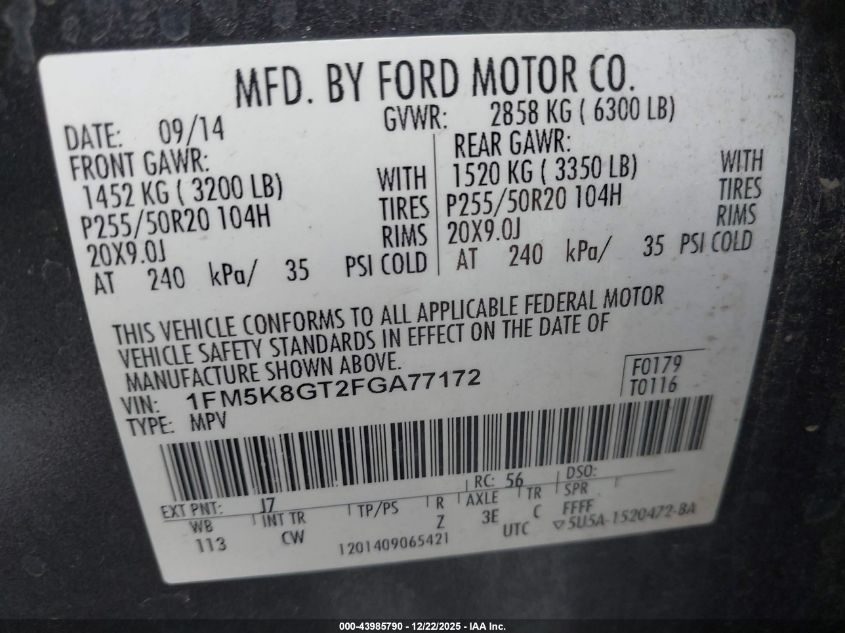 MFD. BY FORD MOTOR CO.
DATE: 09/14 GVWR: 2858 KG ( 6300 LB)
FRONT GAWR: REAR GAWR:
1452 KG ( 3200 LB) WITH 1520 KG ( 3350 LB) WITH
P255/50R20 104H TIRES P255/50R20 104H TIRES
20X9.0J RIMS 20X9.0J RIMS
AT 240 kPa/ 35 PSI COLD AT 240 kPa/ 35 PSI COLD
THIS VEHICLE CONFORMS TO ALL APPLICABLE FEDERAL MOTOR
VEHICLE SAFETY STANDARDS IN EFFECT ON THE DATE OF
MANUFACTURE SHOWN ABOVE.
VIN: 1FM5K8GT2FGA77172 F0179
TYPE: MPV T0116
EXT PNT: J7 RC: 56 DSO:
WB INT TR TP/PS R AXLE TR SPR
113 CW Z 3E C FFFF
1201409065421 UTC ▽5U5A-1520472-BA
000-43985790 - 12/22/2025 - IAA Inc.